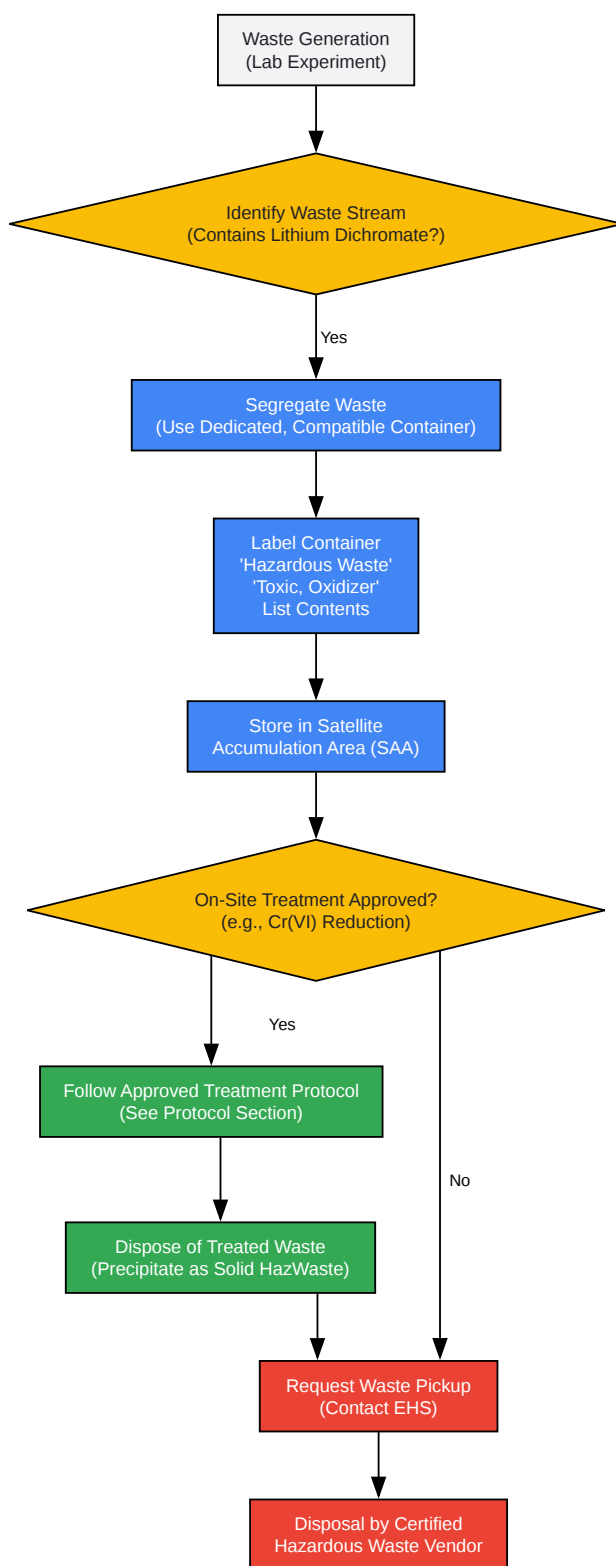 Waste Generation
(Lab Experiment)
Identify Waste Stream
(Contains Lithium Dichromate?)
Yes
Segregate Waste
(Use Dedicated, Compatible Container)
Label Container
'Hazardous Waste'
'Toxic, Oxidizer'
List Contents
Store in Satellite
Accumulation Area (SAA)
On-Site Treatment Approved?
(e.g., Cr(VI) Reduction)
Yes
Follow Approved Treatment Protocol
(See Protocol Section)
No
Dispose of Treated Waste
(Precipitate as Solid HazWaste)
Request Waste Pickup
(Contact EHS)
Disposal by Certified
Hazardous Waste Vendor